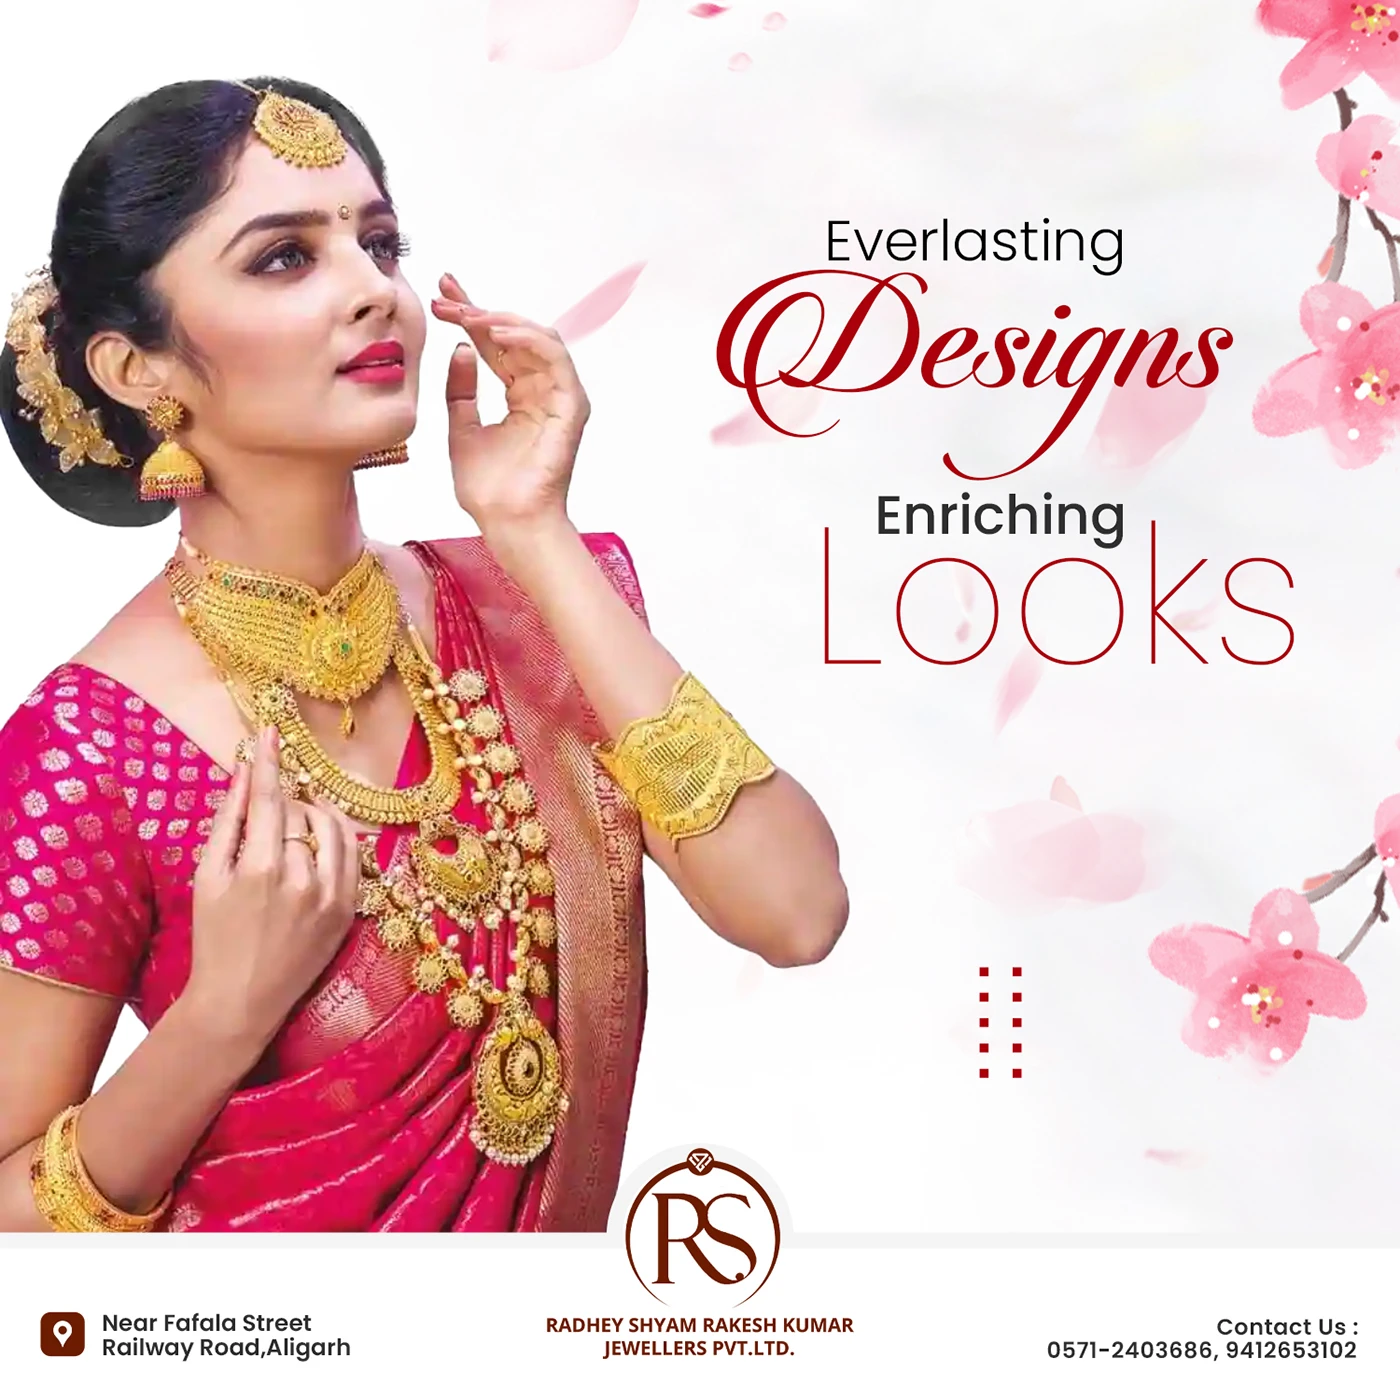 Everlasting
Designs
Enriching
Looks
RS
RADHEY SHYAM RAKESH KUMAR
JEWELLERS PVT.LTD.
Near Fafala Street
Railway Road,Aligarh
Contact Us :
0571-2403686, 9412653102